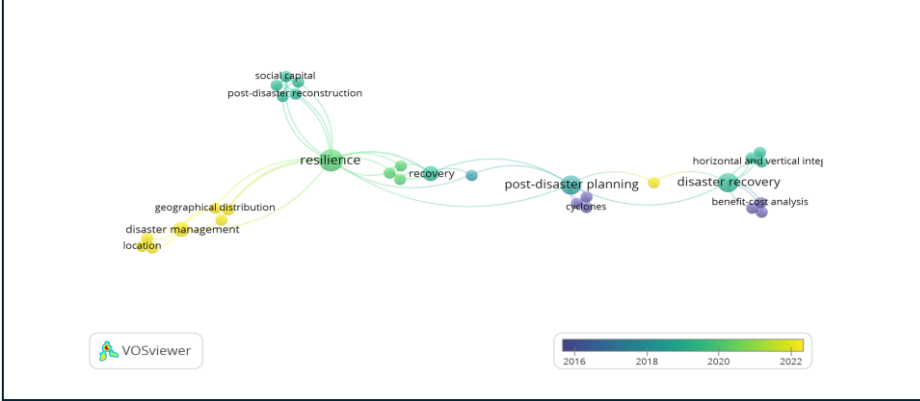 social capital
post-disaster reconstruction
resilience
recovery
horizontal and vertical integ
post-disaster planning
disaster recovery
benefit-cost analysis
cyclones
geographical distribution
disaster management
location
VOSviewer
2016 2018 2020 2022